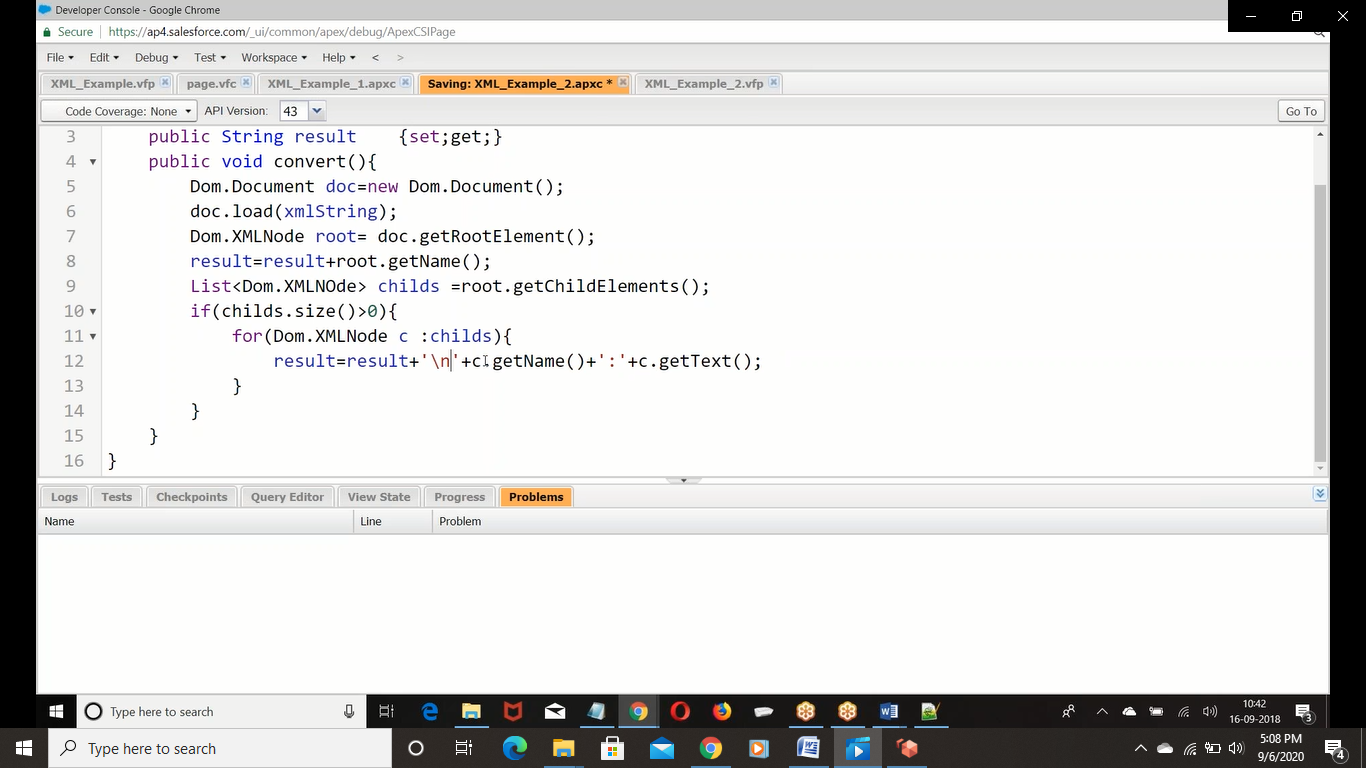 Developer Console - Google Chrome
Secure https://ap4.salesforce.com/_ui/common/apex/debug/ApexCSIPage
File Edit Debug Test Workspace Help < >
XML_Example.vfp page.vfc XML_Example_1.apxc Saving: XML_Example_2.apxc * XML_Example_2.vfp
Code Coverage: None API Version: 43 Go To
3 public String result {set;get;}
4 public void convert(){
5 Dom.Document doc=new Dom.Document();
6 doc.load(xmlString);
7 Dom.XMLNode root= doc.getRootElement();
8 result=result+root.getName();
9 List<Dom.XMLNOde> childs =root.getChildElements();
10 if(childs.size()>0){
11 for(Dom.XMLNode c :childs){
12 result=result+'\n'+c.getName()+':'+c.getText();
13 }
14 }
15 }
16 }
Logs Tests Checkpoints Query Editor View State Progress Problems
Name Line Problem
Type here to search 10:42
16-09-2018 3
Type here to search 5:08 PM
9/6/2020 4